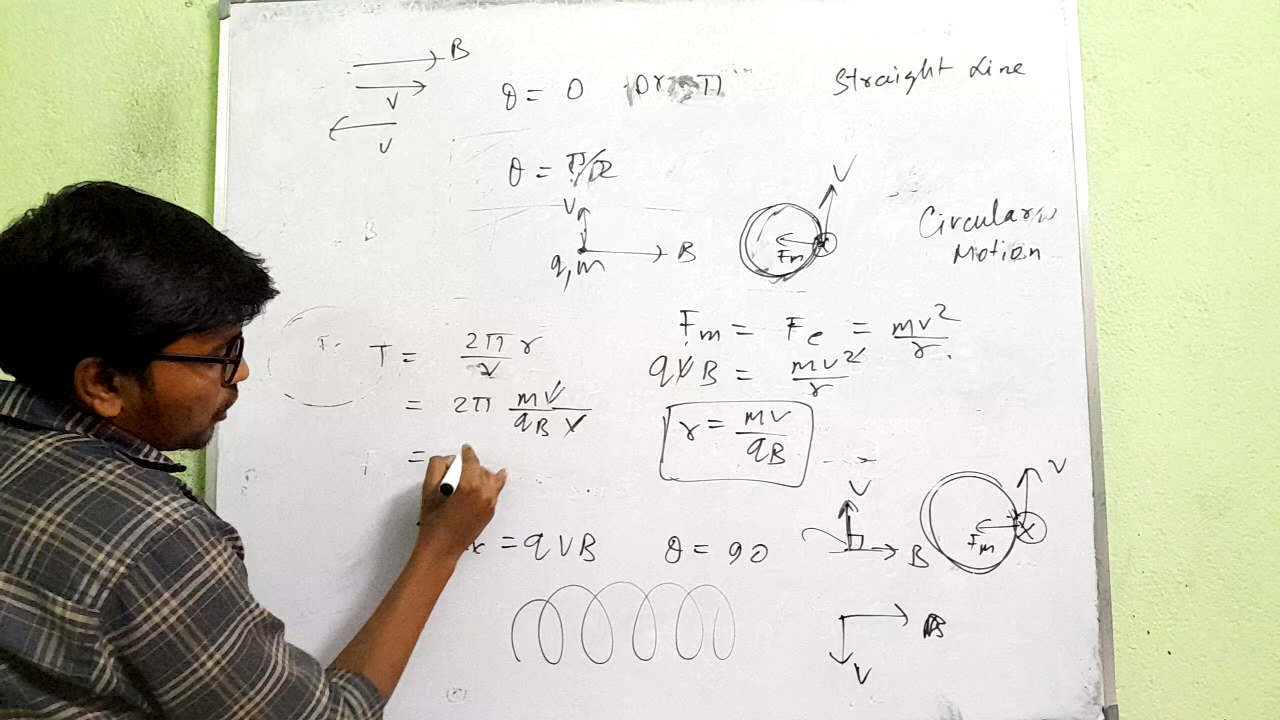 B
V
V
θ = 0 or π
Straight Line
θ = π/2
V
B
q, m
V
Fm
Circular
Motion
T = 2π/v r
= 2π mv/qB v
=
Fm = Fc = mv²/r.
qvB = mv²/r
r = mv/qB
= qVB
θ = 90
V
B
V
Fm
B
V